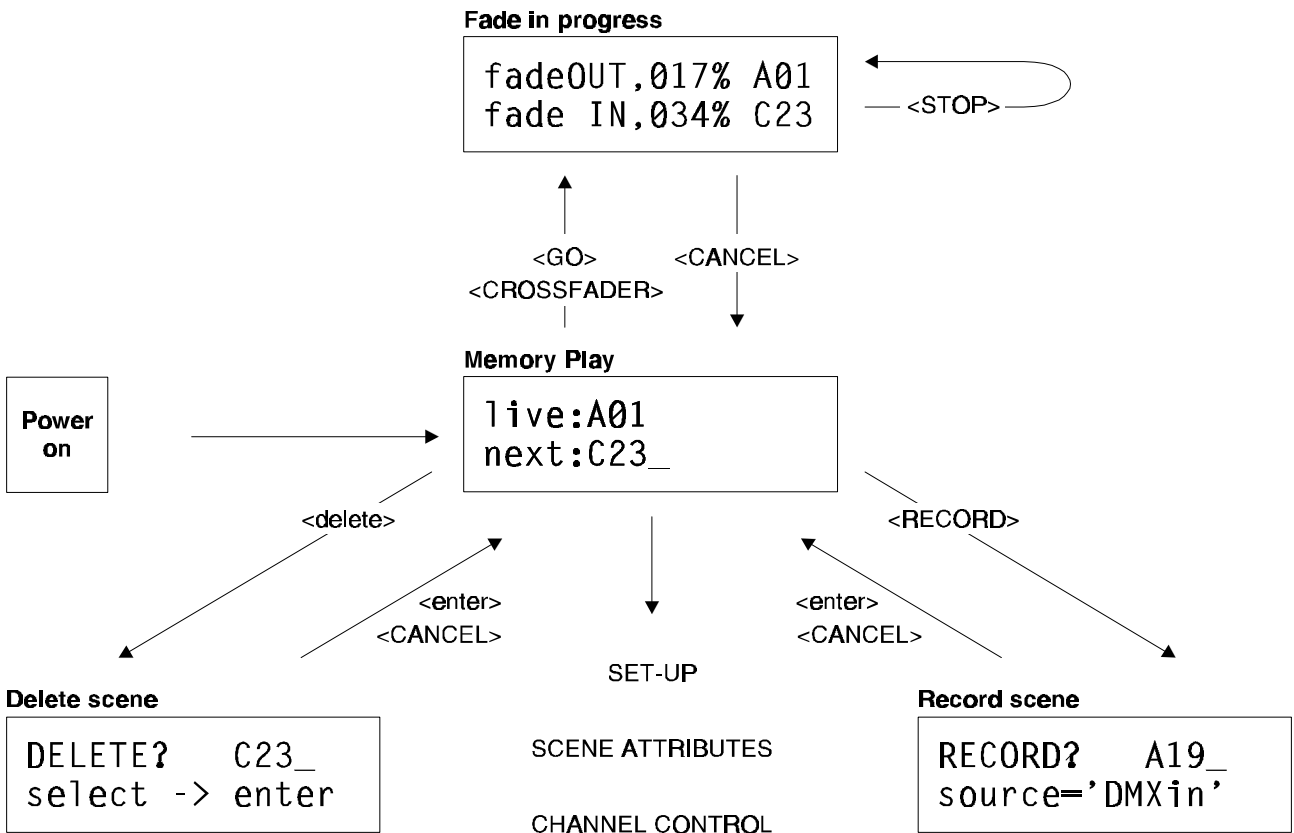 Fade in progress
fadeOUT,017% A01
fade IN,034% C23
<STOP>
<GO>
<CROSSFADER>
<CANCEL>
Memory Play
live:A01
next:C23_
Power
on
<delete>
<RECORD>
<enter>
<CANCEL>
<enter>
<CANCEL>
SET-UP
SCENE ATTRIBUTES
CHANNEL CONTROL
Delete scene
DELETE? C23_
select -> enter
Record scene
RECORD? A19_
source='DMXin'